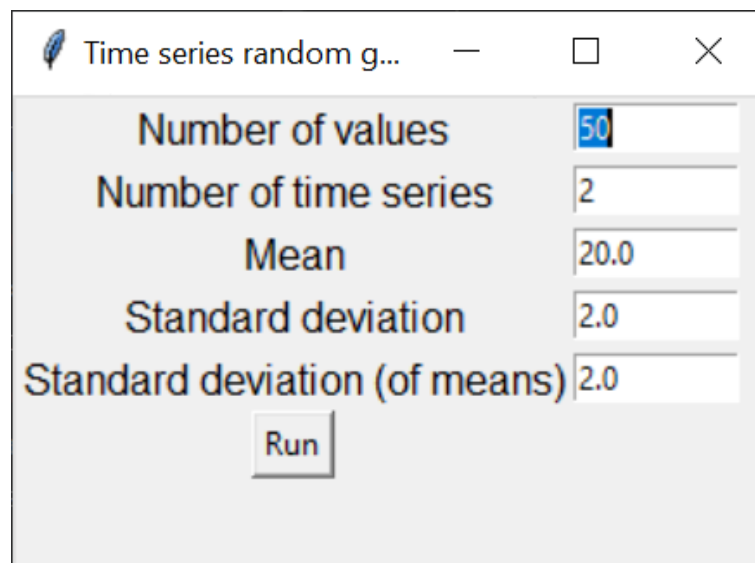 Time series random g...
Number of values 50
Number of time series 2
Mean 20.0
Standard deviation 2.0
Standard deviation (of means) 2.0
Run